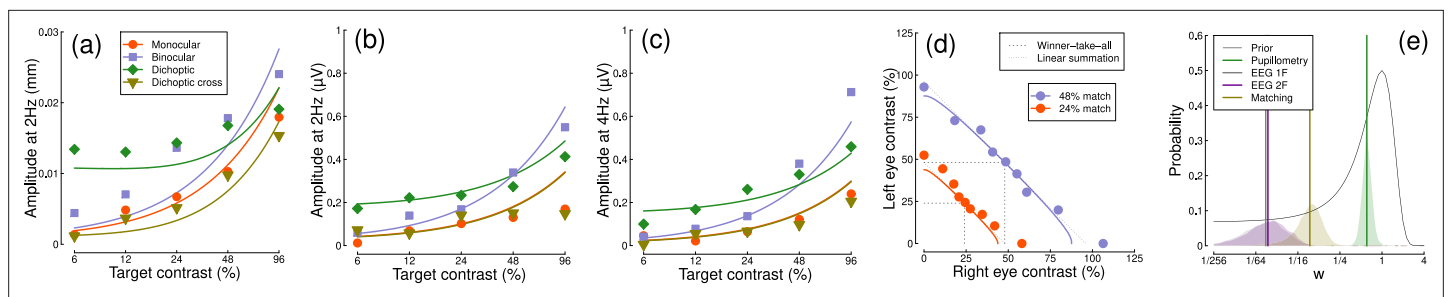 (a)
Monocular
Binocular
Dichoptic
Dichoptic cross
Amplitude at 2Hz (mm)
0.03
0.02
0.01
0
6 12 24 48 96
Target contrast (%)
(b)
Amplitude at 2Hz (µV)
1
0.8
0.6
0.4
0.2
0
6 12 24 48 96
Target contrast (%)
(c)
Amplitude at 4Hz (µV)
1
0.8
0.6
0.4
0.2
0
6 12 24 48 96
Target contrast (%)
(d)
Winner−take−all
Linear summation
48% match
24% match
Left eye contrast (%)
125
100
75
50
25
0
0 25 50 75 100 125
Right eye contrast (%)
(e)
Prior
Pupillometry
EEG 1F
EEG 2F
Matching
Probability
0.6
0.5
0.4
0.3
0.2
0.1
0
1/256 1/64 1/16 1/4 1 4
w